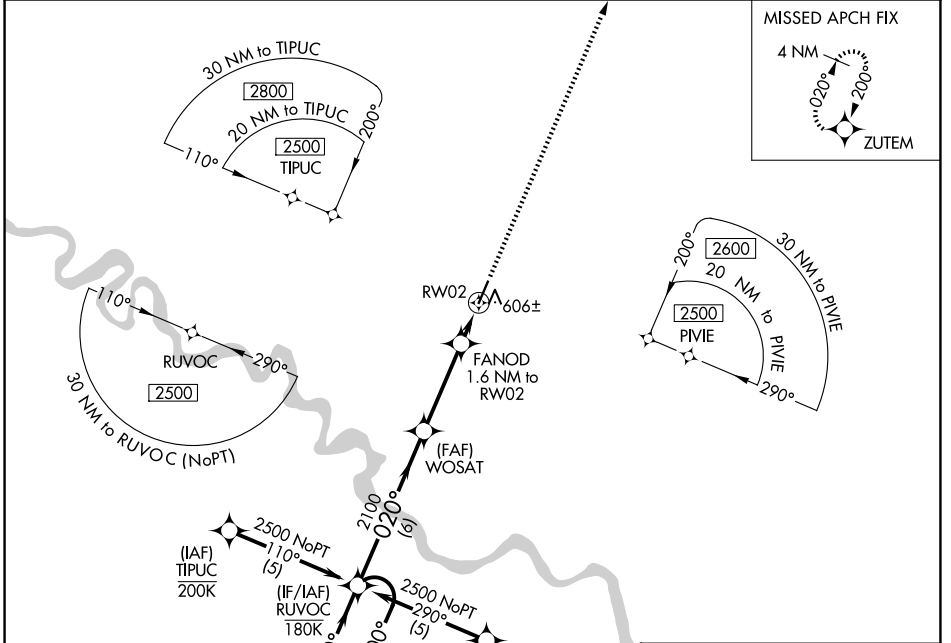 MISSED APCH FIX
4 NM
020°
200°
ZUTEM
30 NM to TIPUC
2800
20 NM to TIPUC
2500
TIPUC
110°
200°
200°
2600
30 NM to PIVIE
20 NM to PIVIE
2500
PIVIE
290°
110°
RUVOC
290°
2500
30 NM to RUVOC (NoPT)
RW02
606±
FANOD
1.6 NM to
RW02
(FAF)
WOSAT
2100
020°
(6)
2500 NoPT
110°
(5)
(IAF)
TIPUC
200K
(IF/IAF)
RUVOC
180K
2500 NoPT
290°
(5)